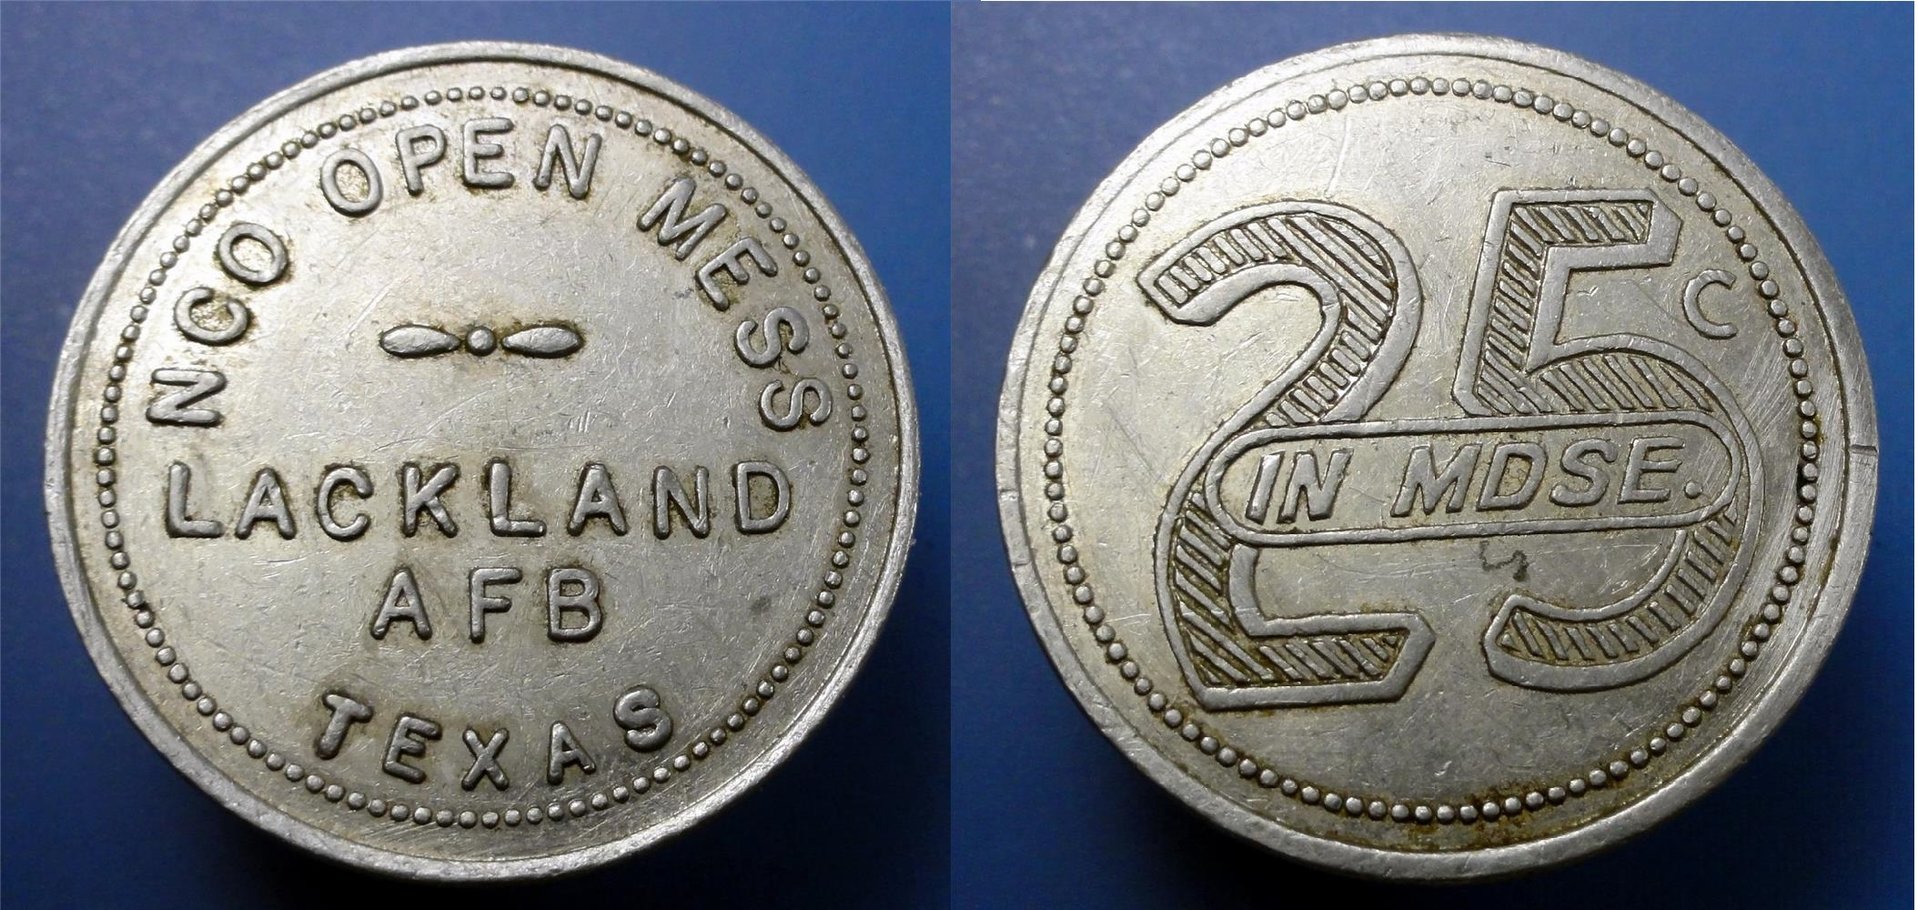 NCO OPEN MESS
LACKLAND
AFB
TEXAS
25 C
IN MDSE.